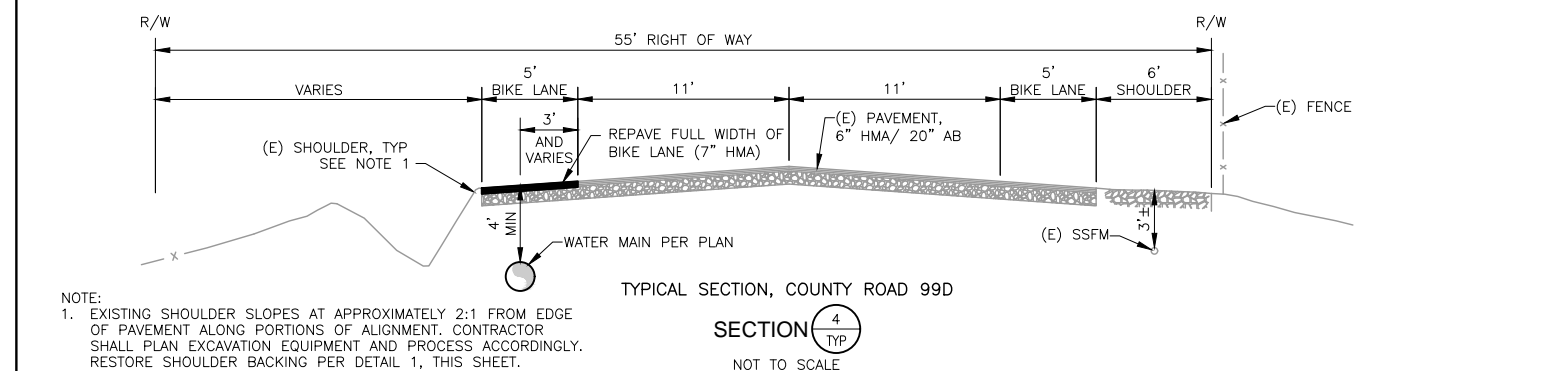 R/W
R/W
55' RIGHT OF WAY
VARIES
5'
BIKE LANE
11'
11'
5'
BIKE LANE
6'
SHOULDER
(E) FENCE
3'
AND
VARIES
REPAVE FULL WIDTH OF
BIKE LANE (7" HMA)
(E) PAVEMENT,
6" HMA/ 20" AB
(E) SHOULDER, TYP
SEE NOTE 1
4'
MIN
3'±
X
X
X
X
WATER MAIN PER PLAN
(E) SSFM
TYPICAL SECTION, COUNTY ROAD 99D
SECTION
4
TYP
NOT TO SCALE
NOTE:
1. EXISTING SHOULDER SLOPES AT APPROXIMATELY 2:1 FROM EDGE
OF PAVEMENT ALONG PORTIONS OF ALIGNMENT. CONTRACTOR
SHALL PLAN EXCAVATION EQUIPMENT AND PROCESS ACCORDINGLY.
RESTORE SHOULDER BACKING PER DETAIL 1, THIS SHEET.